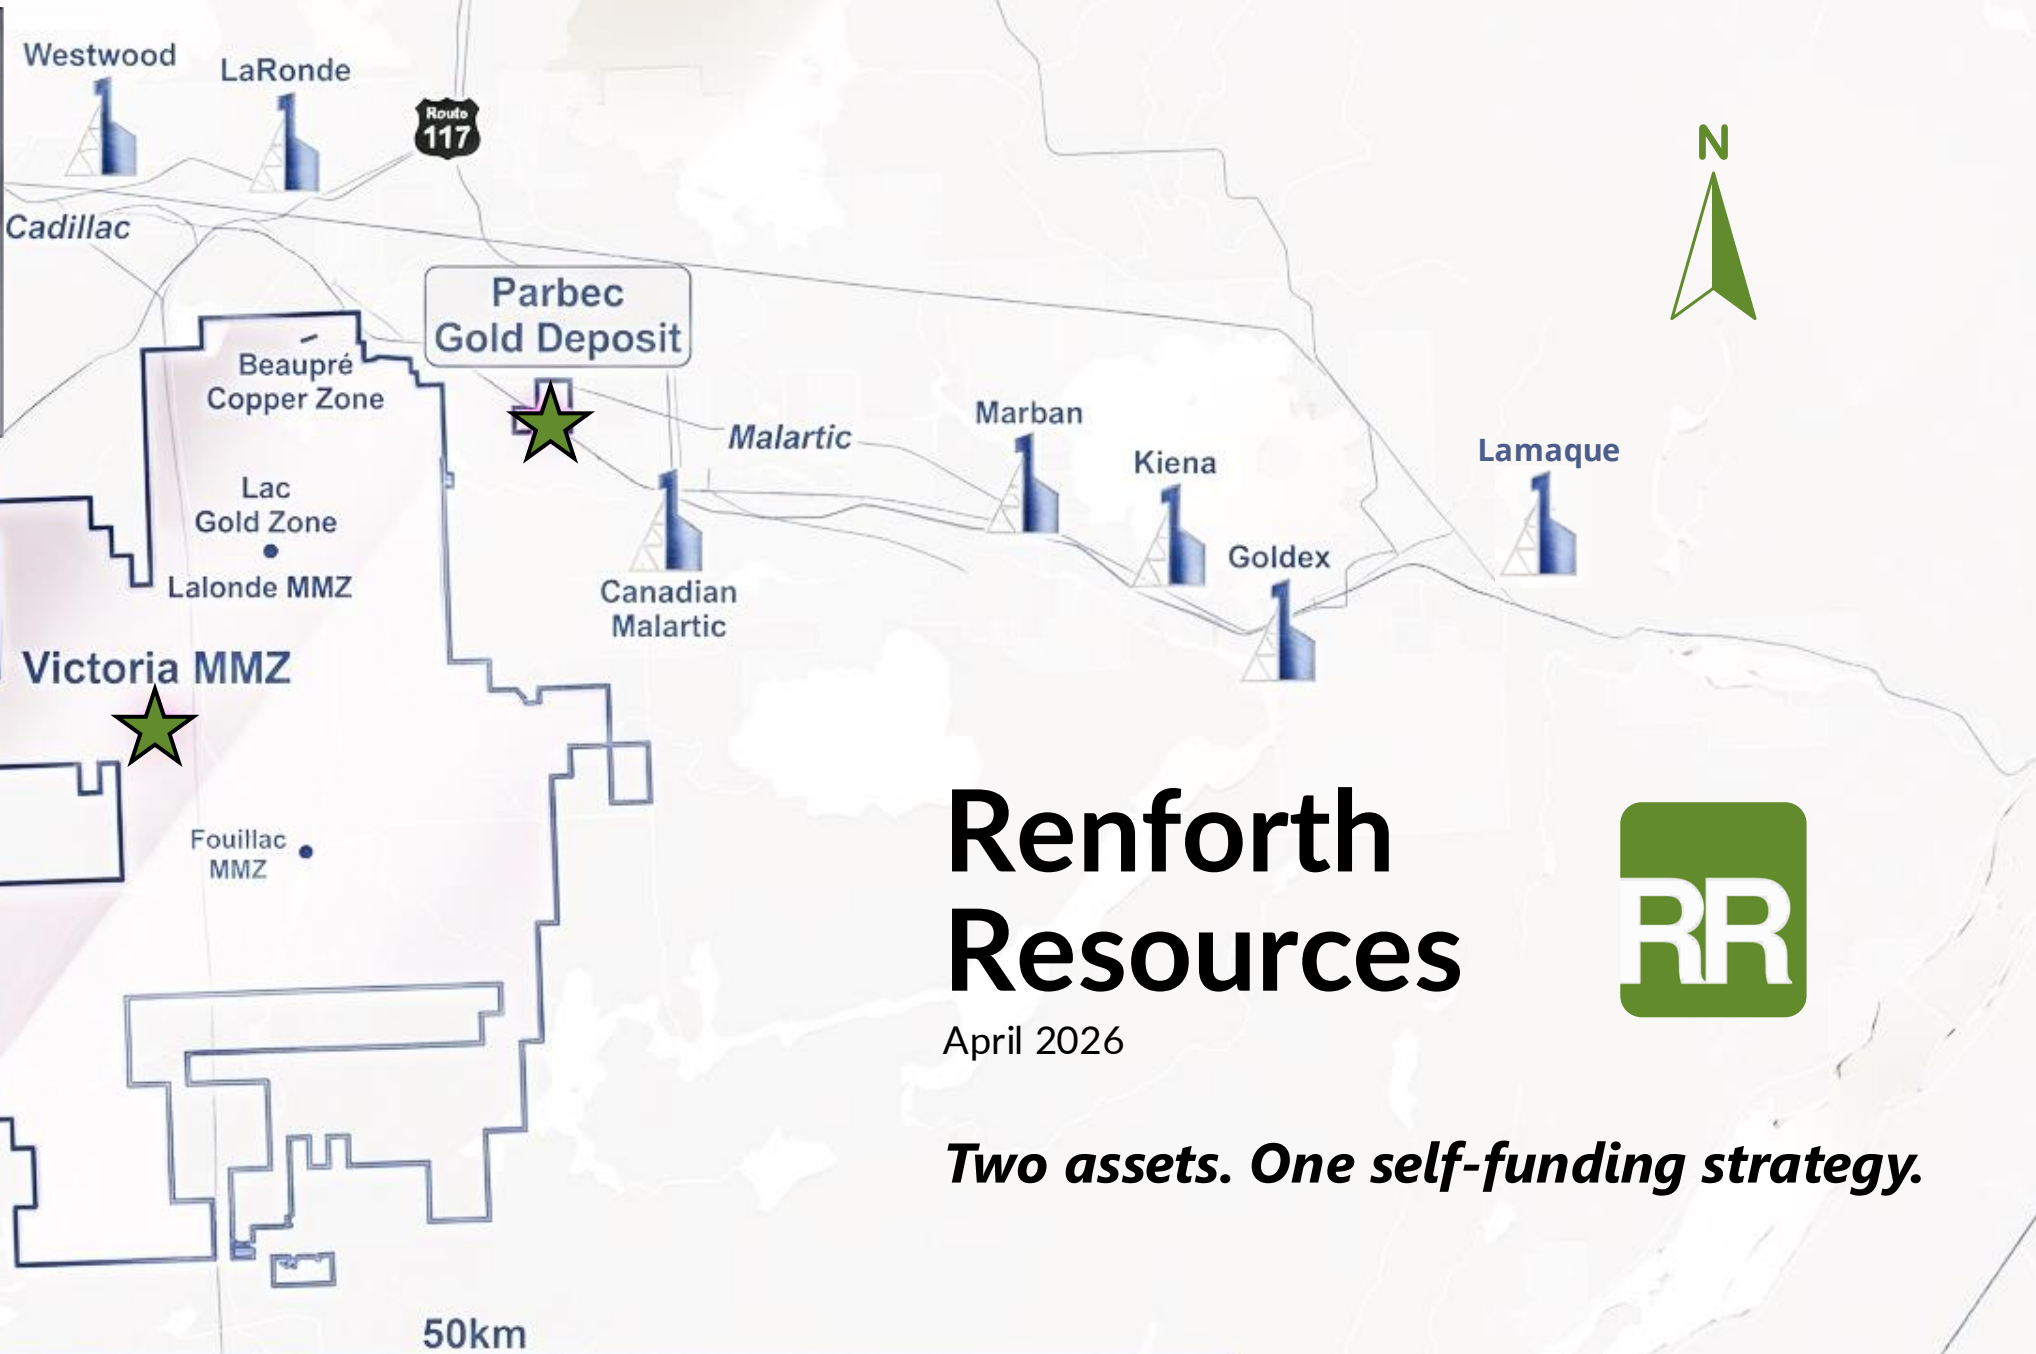 Westwood
LaRonde
Route
117
N
Cadillac
Parbec
Gold Deposit
Beaupré
Copper Zone
Malartic
Marban
Kiena
Lamaque
Lac
Gold Zone
Goldex
Lalonde MMZ
Canadian
Malartic
Victoria MMZ
Fouillac
MMZ
Renforth
Resources
RR
April 2026
Two assets. One self-funding strategy.
50km